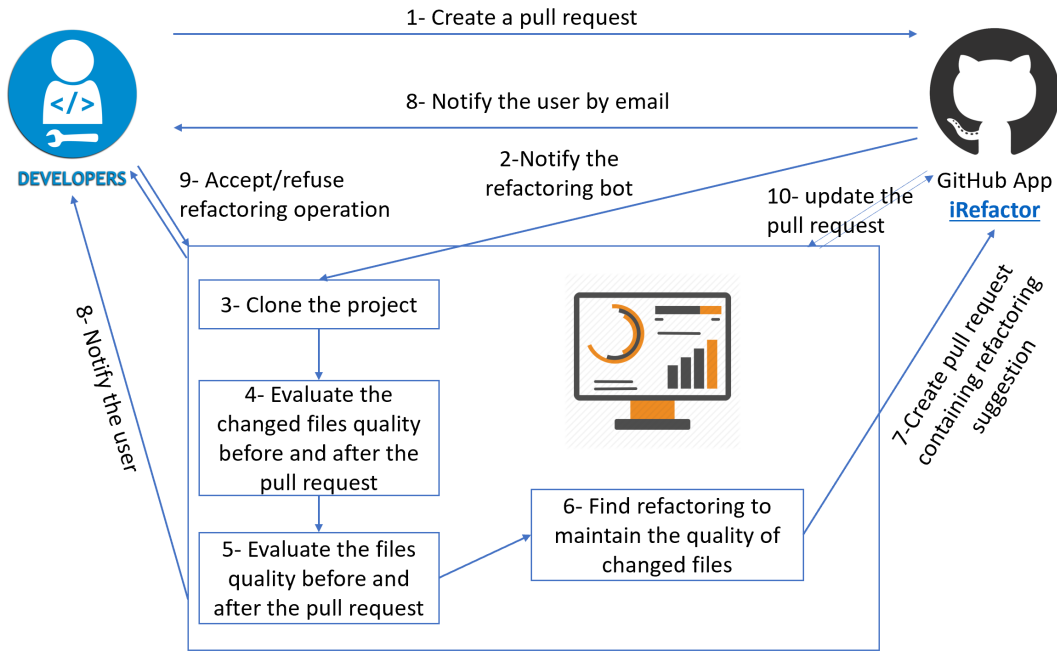 1- Create a pull request
8- Notify the user by email
</>
DEVELOPERS
2-Notify the
refactoring bot
9- Accept/refuse
refactoring operation
10- update the
pull request
GitHub App
iRefactor
3- Clone the project
4- Evaluate the
changed files quality
before and after the
pull request
5- Evaluate the files
quality before and
after the pull request
6- Find refactoring to
maintain the quality of
changed files
7-Create pull request
containing refactoring
suggestion
8- Notify the user